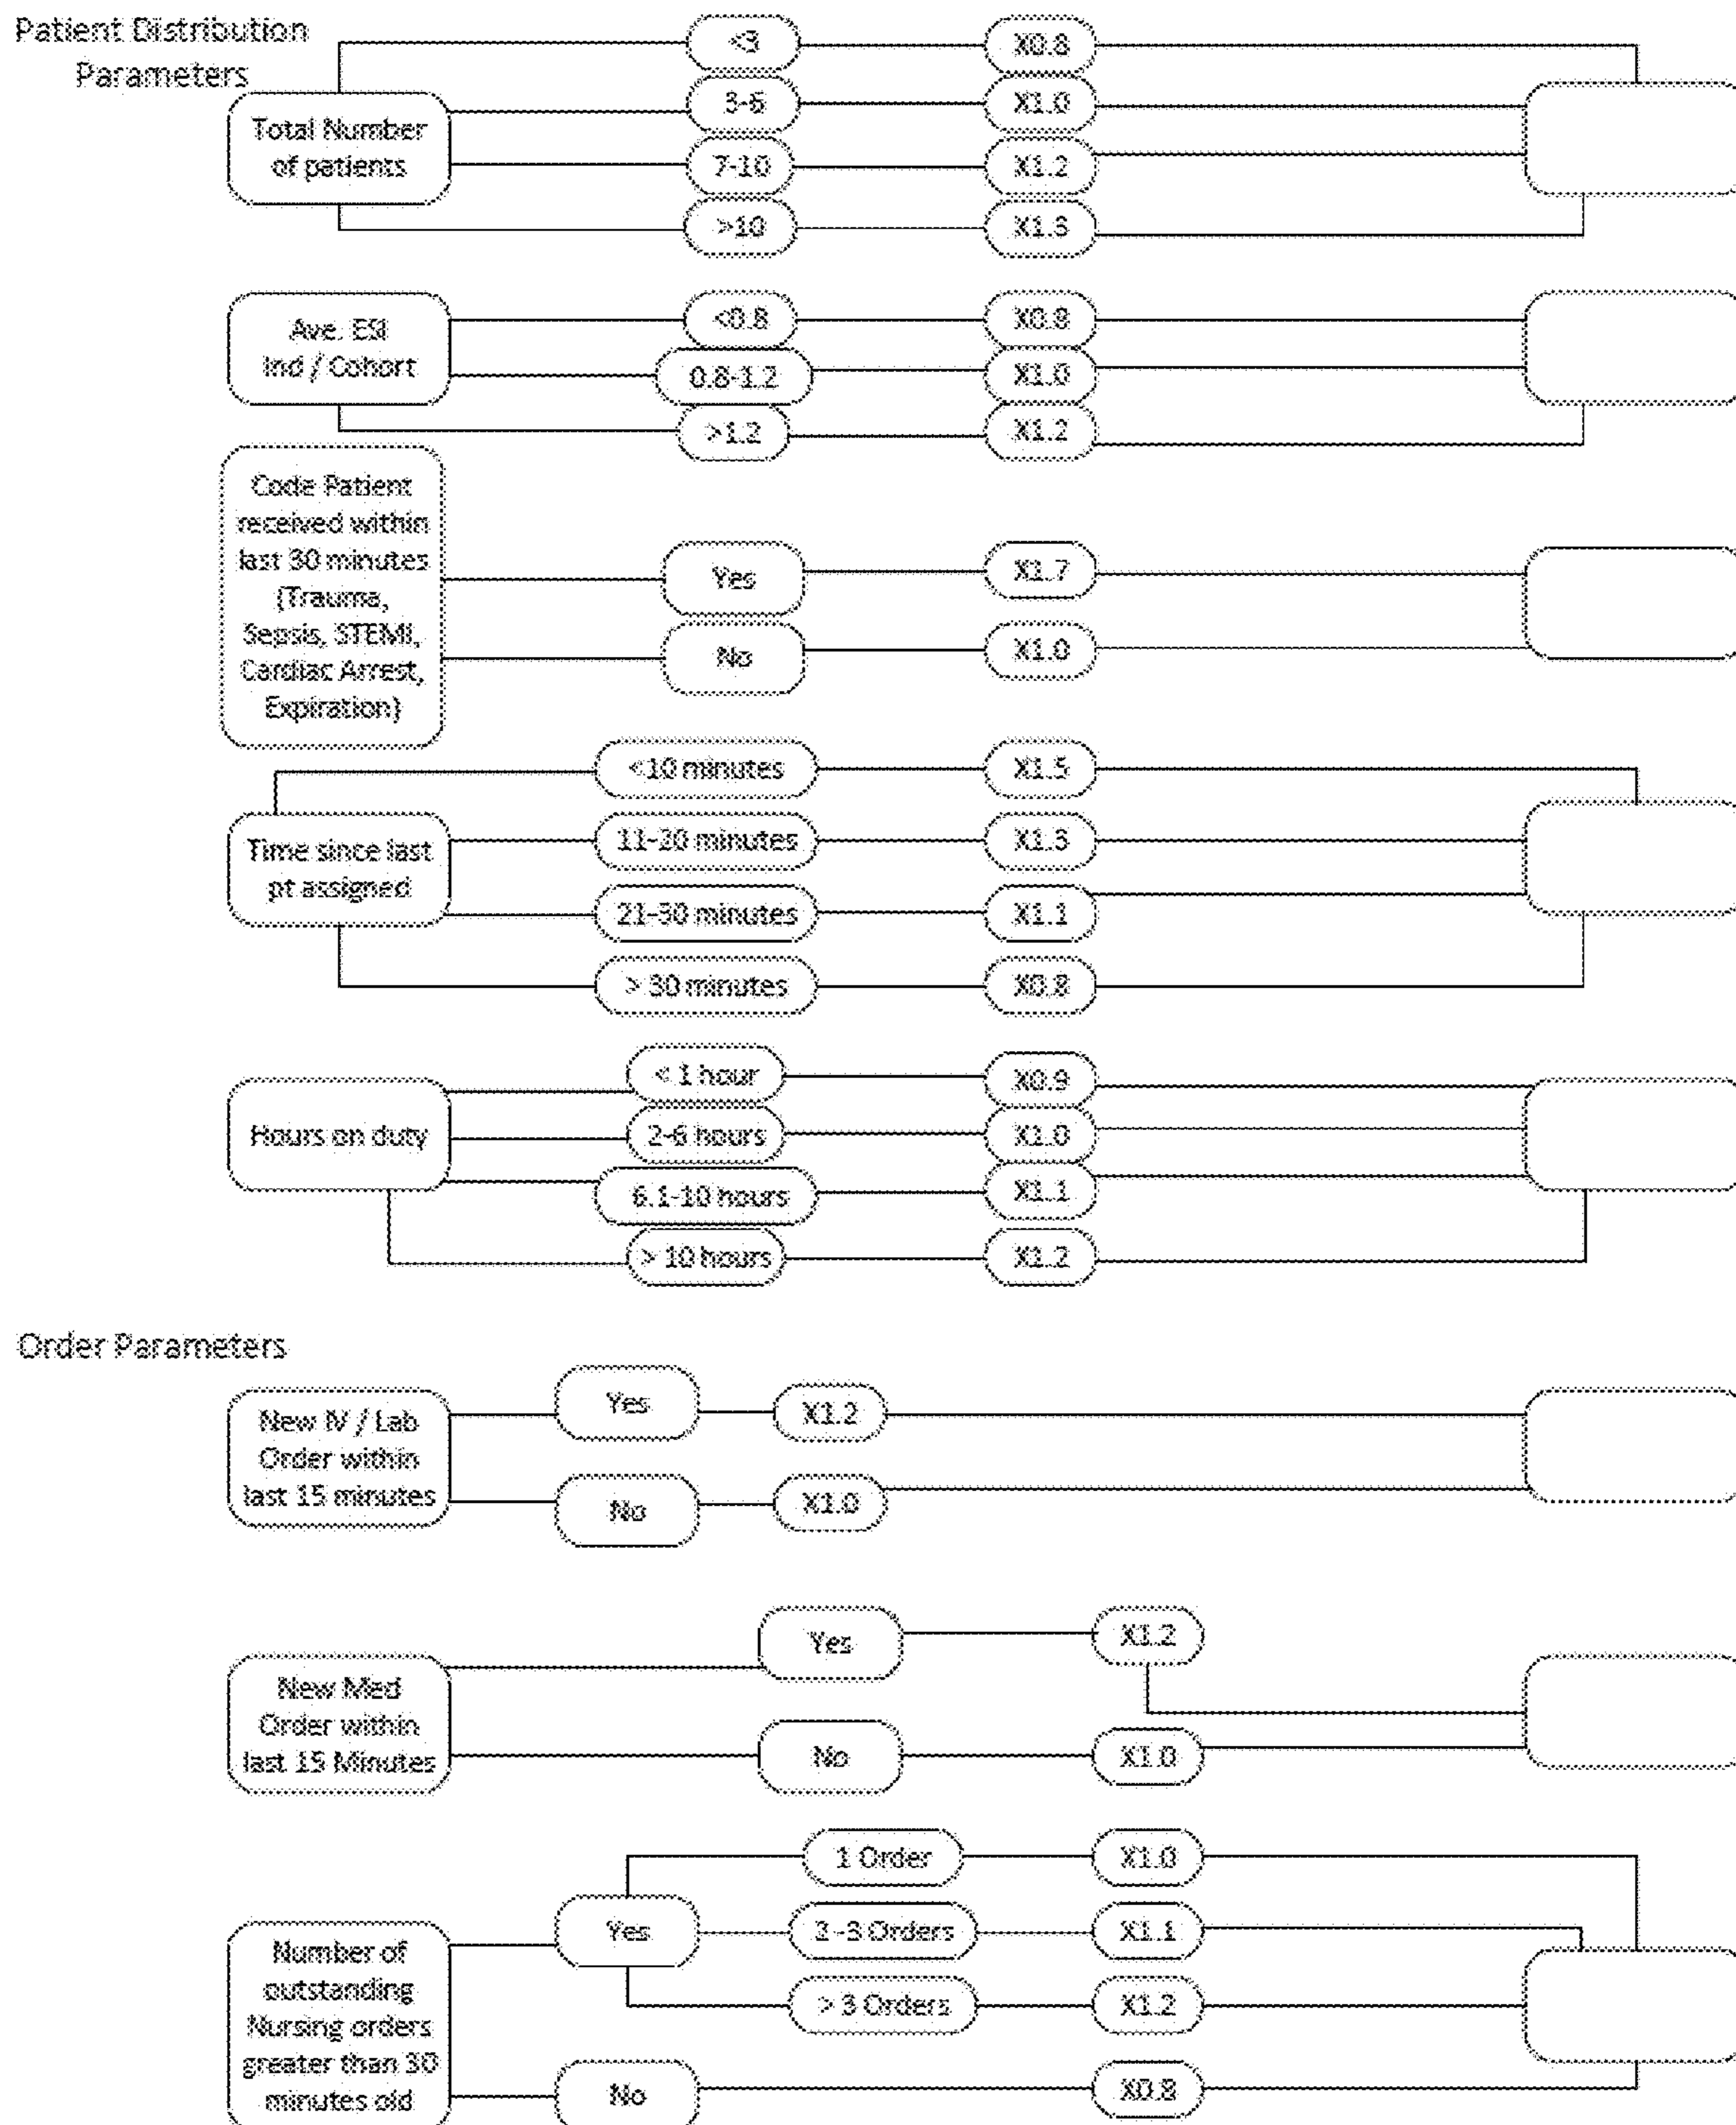 Patient Distribution
Parameters
Total Number
of patients
<3
X0.8
3-6
X1.0
7-10
X1.2
>10
X1.3
Ave. ESI
Ind / Cohort
<0.8
X0.8
0.8-1.2
X1.0
>1.2
X1.2
Code Patient
received within
last 30 minutes
(Trauma,
Sepsis, STEMI,
Cardiac Arrest,
Expiration)
Yes
X1.7
No
X1.0
Time since last
pt assigned
<10 minutes
X1.5
11-20 minutes
X1.3
21-30 minutes
X1.1
> 30 minutes
X0.8
Hours on duty
< 1 hour
X0.9
2-6 hours
X1.0
6.1-10 hours
X1.1
> 10 hours
X1.2
Order Parameters
New IV / Lab
Order within
last 15 minutes
Yes
X1.2
No
X1.0
New Med
Order within
last 15 Minutes
Yes
X1.2
No
X1.0
Number of
outstanding
Nursing orders
greater than 30
minutes old
Yes
1 Order
X1.0
2 -3 Orders
X1.1
> 3 Orders
X1.2
No
X0.8